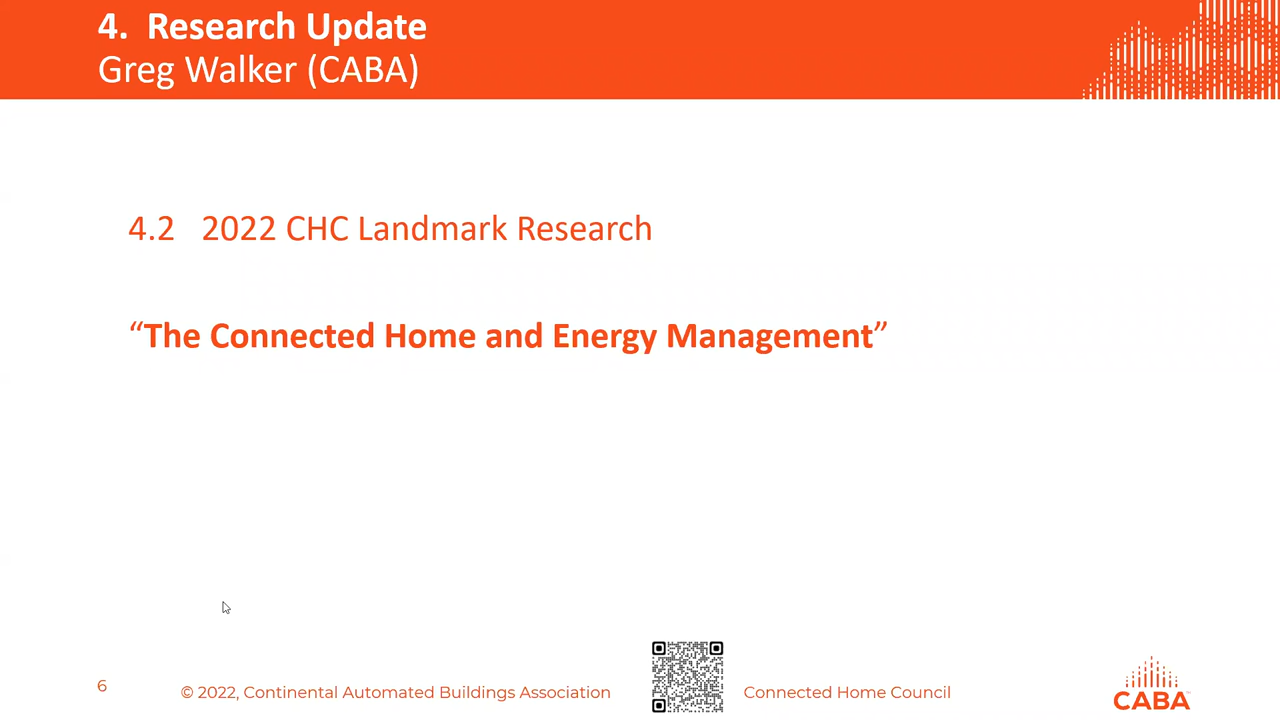 4. Research Update
Greg Walker (CABA)
4.2 2022 CHC Landmark Research
“The Connected Home and Energy Management”
6
© 2022, Continental Automated Buildings Association
Connected Home Council
CABA